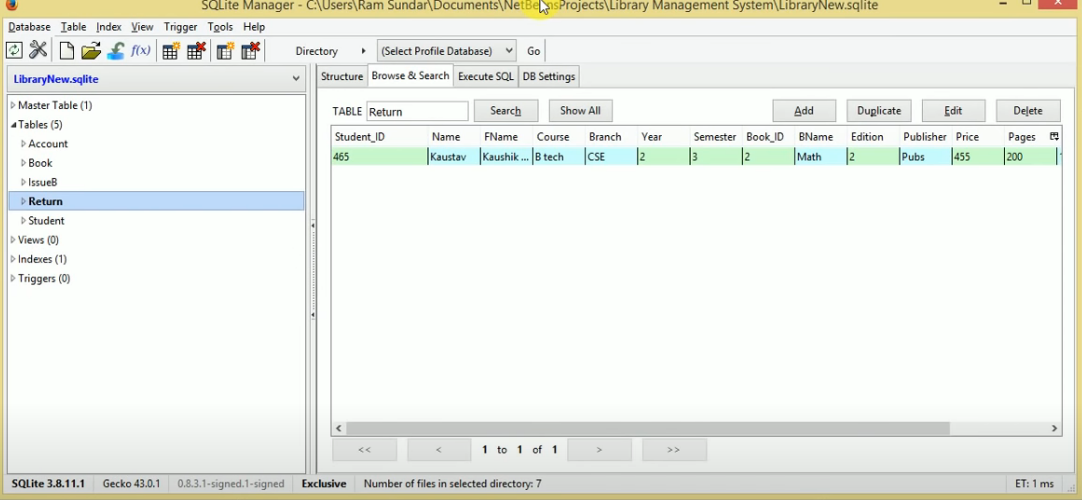 SQLite Manager - C:\Users\Ram Sundar\Documents\NetBeansProjects\Library Management System\LibraryNew.sqlite
Database Table Index View Trigger Tools Help
f(x) Directory (Select Profile Database) Go
LibraryNew.sqlite
Master Table (1)
Tables (5)
Account
Book
IssueB
Return
Student
Views (0)
Indexes (1)
Triggers (0)
Structure Browse & Search Execute SQL DB Settings
TABLE Return Search Show All Add Duplicate Edit Delete
Student_ID Name FName Course Branch Year Semester Book_ID BName Edition Publisher Price Pages
465 Kaustav Kaushik ... B tech CSE 2 3 2 Math 2 Pubs 455 200
<< < 1 to 1 of 1 > >>
SQLite 3.8.11.1 Gecko 43.0.1 0.8.3.1-signed.1-signed Exclusive Number of files in selected directory: 7 ET: 1 ms